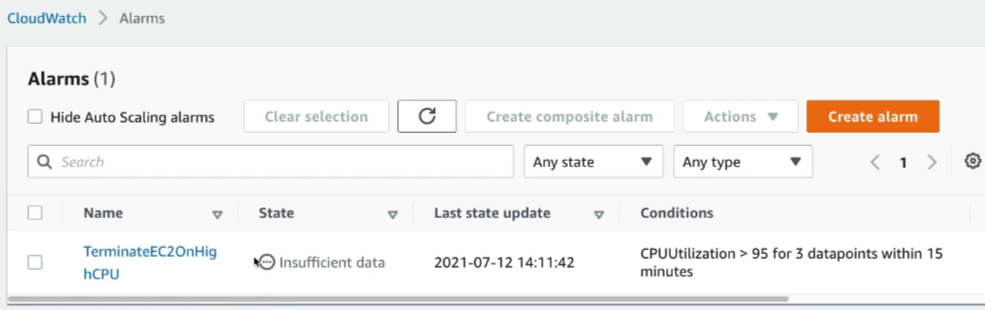 CloudWatch > Alarms
Alarms (1)
Hide Auto Scaling alarms Clear selection Create composite alarm Actions Create alarm
Search Any state Any type 1
Name State Last state update Conditions
TerminateEC2OnHig
hCPU
Insufficient data 2021-07-12 14:11:42
CPUUtilization > 95 for 3 datapoints within 15
minutes